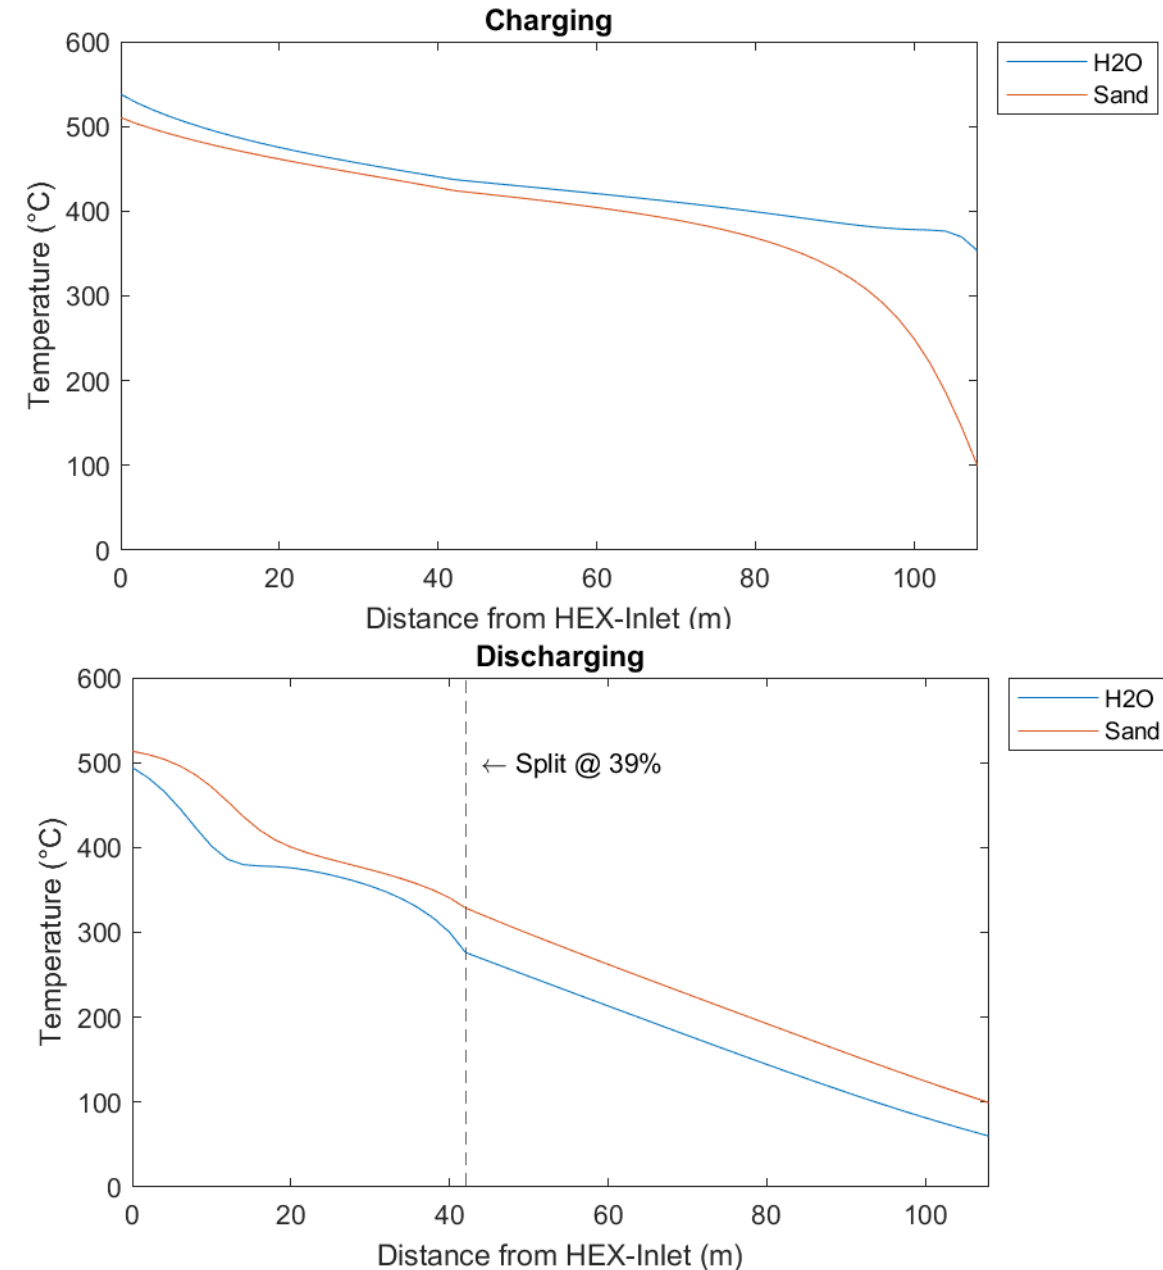 Charging
600
500
400
300
200
100
0
Temperature (°C)
0 20 40 60 80 100
Distance from HEX-Inlet (m)
H2O
Sand
Discharging
600
500
400
300
200
100
0
Temperature (°C)
← Split @ 39%
0 20 40 60 80 100
Distance from HEX-Inlet (m)
H2O
Sand